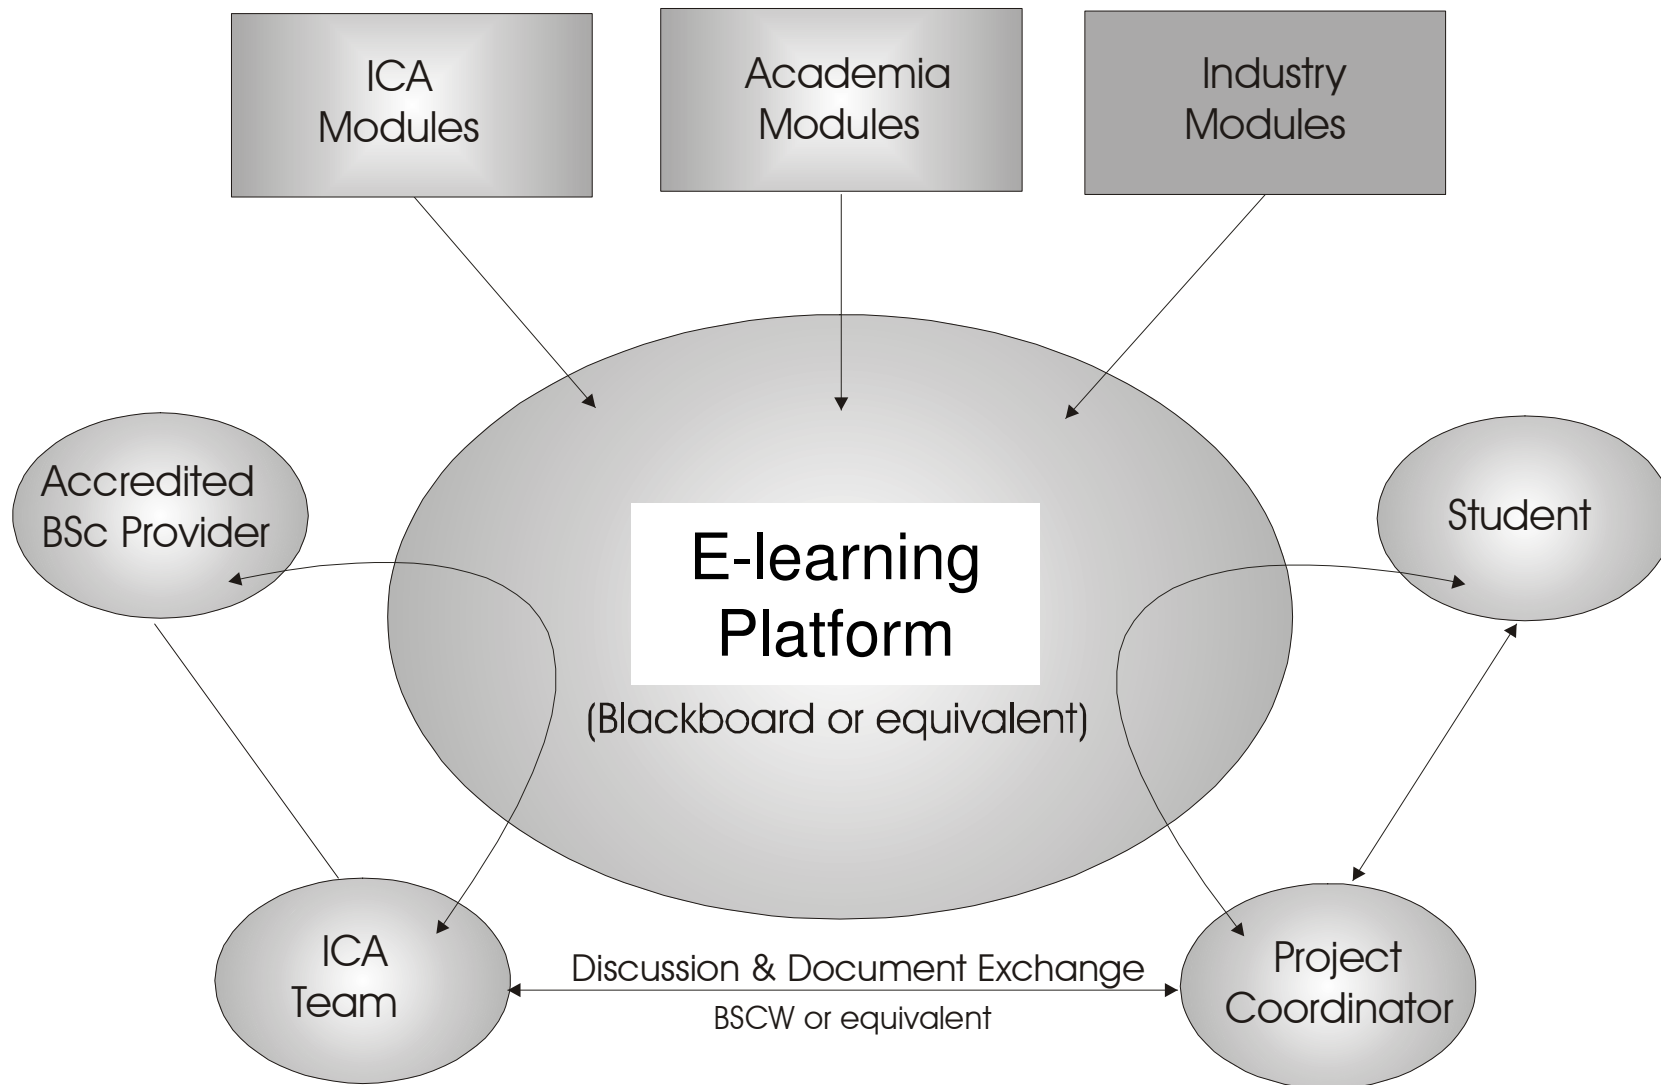 ICA
Modules
Academia
Modules
Industry
Modules
Accredited
BSc Provider
E-learning
Platform
(Blackboard or equivalent)
Student
ICA
Team
Discussion & Document Exchange
BSCW or equivalent
Project
Coordinator